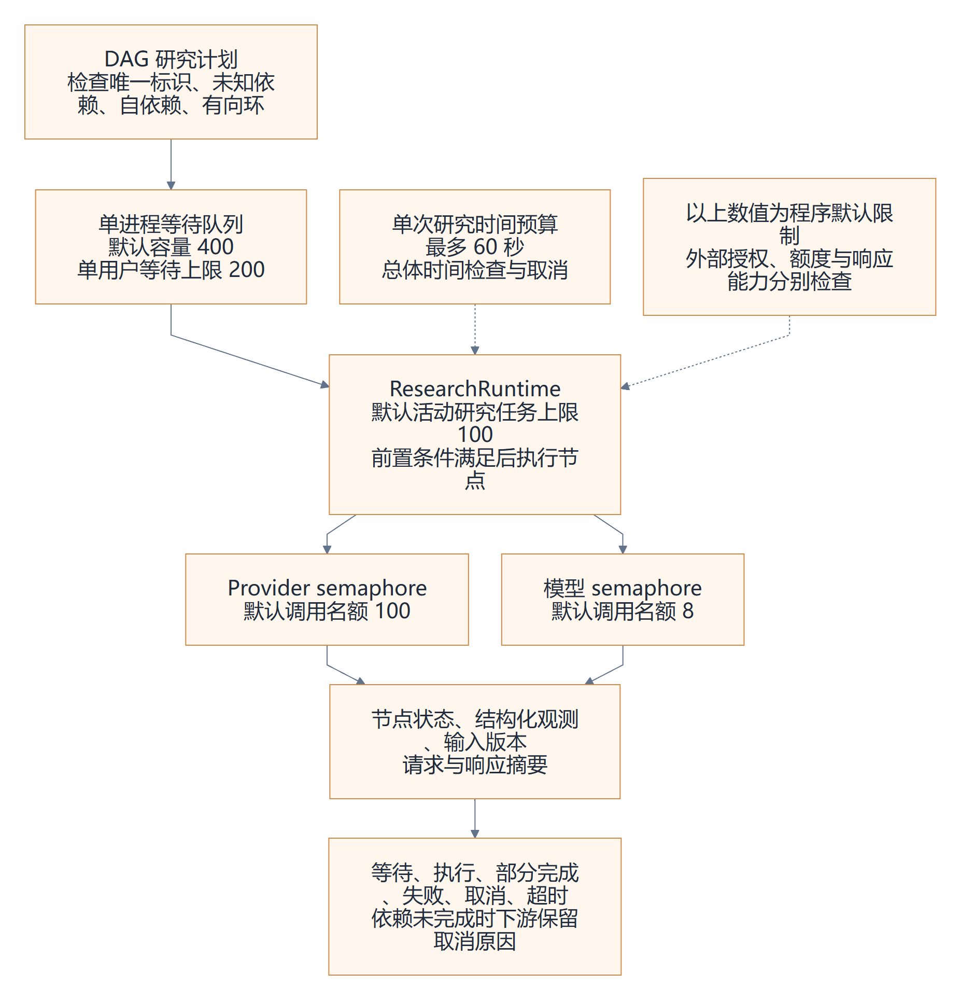 DAG 研究计划
检查唯一标识、未知依
赖、自依赖、有向环
单进程等待队列
默认容量 400
单用户等待上限 200
单次研究时间预算
最多 60 秒
总体时间检查与取消
以上数值为程序默认限
制
外部授权、额度与响应
能力分别检查
ResearchRuntime
默认活动研究任务上限
100
前置条件满足后执行节
点
Provider semaphore
默认调用名额 100
模型 semaphore
默认调用名额 8
节点状态、结构化观测
、输入版本
请求与响应摘要
等待、执行、部分完成
、失败、取消、超时
依赖未完成时下游保留
取消原因